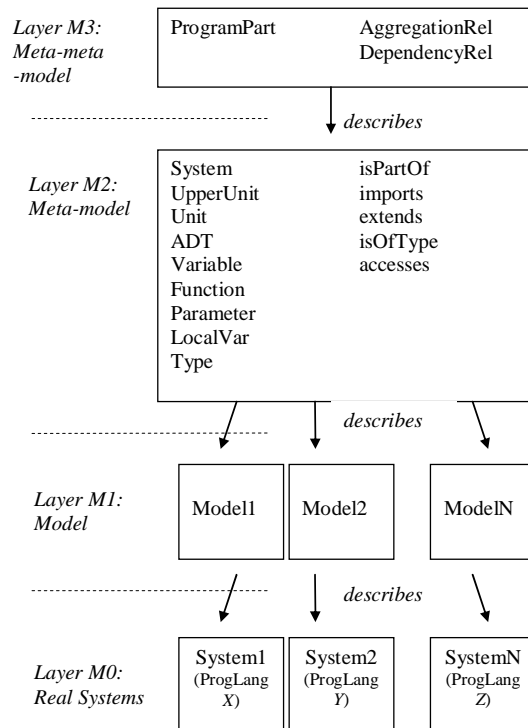 Layer M3:
Meta-meta
-model
ProgramPart AggregationRel
DependencyRel
describes
Layer M2:
Meta-model
System isPartOf
UpperUnit imports
Unit extends
ADT isOfType
Variable accesses
Function
Parameter
LocalVar
Type
describes
Layer M1:
Model
Model1 Model2 ModelN
describes
Layer M0:
Real Systems
System1 System2 SystemN
(ProgLang (ProgLang (ProgLang
X) Y) Z)